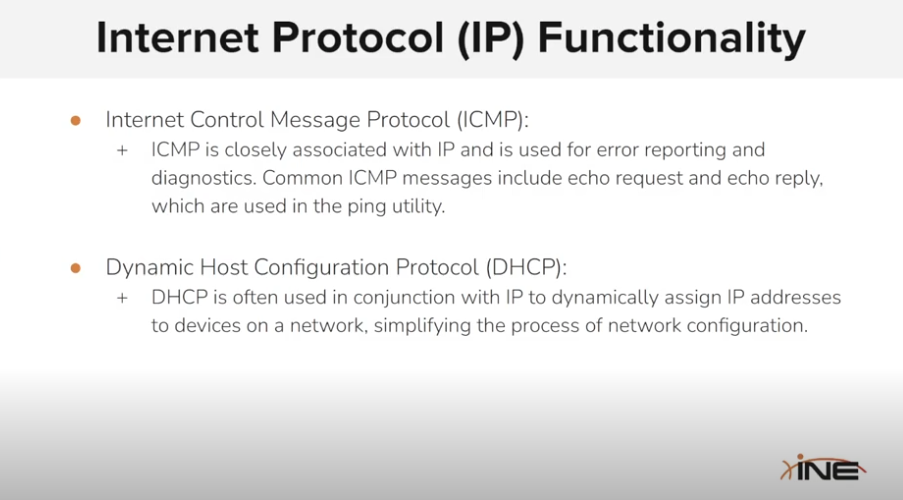 Internet Protocol (IP) Functionality
● Internet Control Message Protocol (ICMP):
+ ICMP is closely associated with IP and is used for error reporting and
diagnostics. Common ICMP messages include echo request and echo reply,
which are used in the ping utility.
● Dynamic Host Configuration Protocol (DHCP):
+ DHCP is often used in conjunction with IP to dynamically assign IP addresses
to devices on a network, simplifying the process of network configuration.
INE